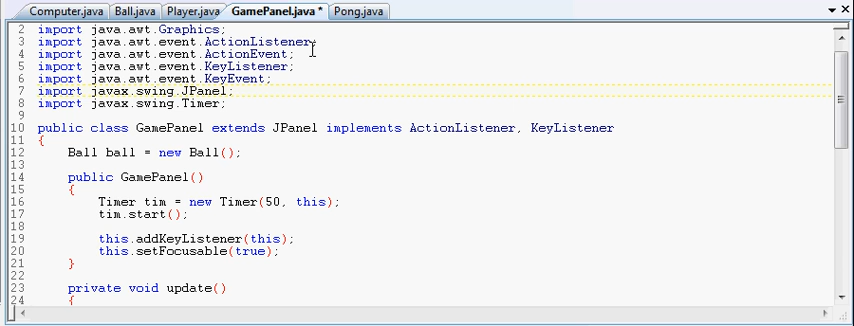 Computer.java Ball.java Player.java GamePanel.java * Pong.java
2 import java.awt.Graphics;
3 import java.awt.event.ActionListener;
4 import java.awt.event.ActionEvent;
5 import java.awt.event.KeyListener;
6 import java.awt.event.KeyEvent;
7 import javax.swing.JPanel;
8 import javax.swing.Timer;
9
10 public class GamePanel extends JPanel implements ActionListener, KeyListener
11 {
12 Ball ball = new Ball();
13
14 public GamePanel()
15 {
16 Timer tim = new Timer(50, this);
17 tim.start();
18
19 this.addKeyListener(this);
20 this.setFocusable(true);
21 }
22
23 private void update()
24 {